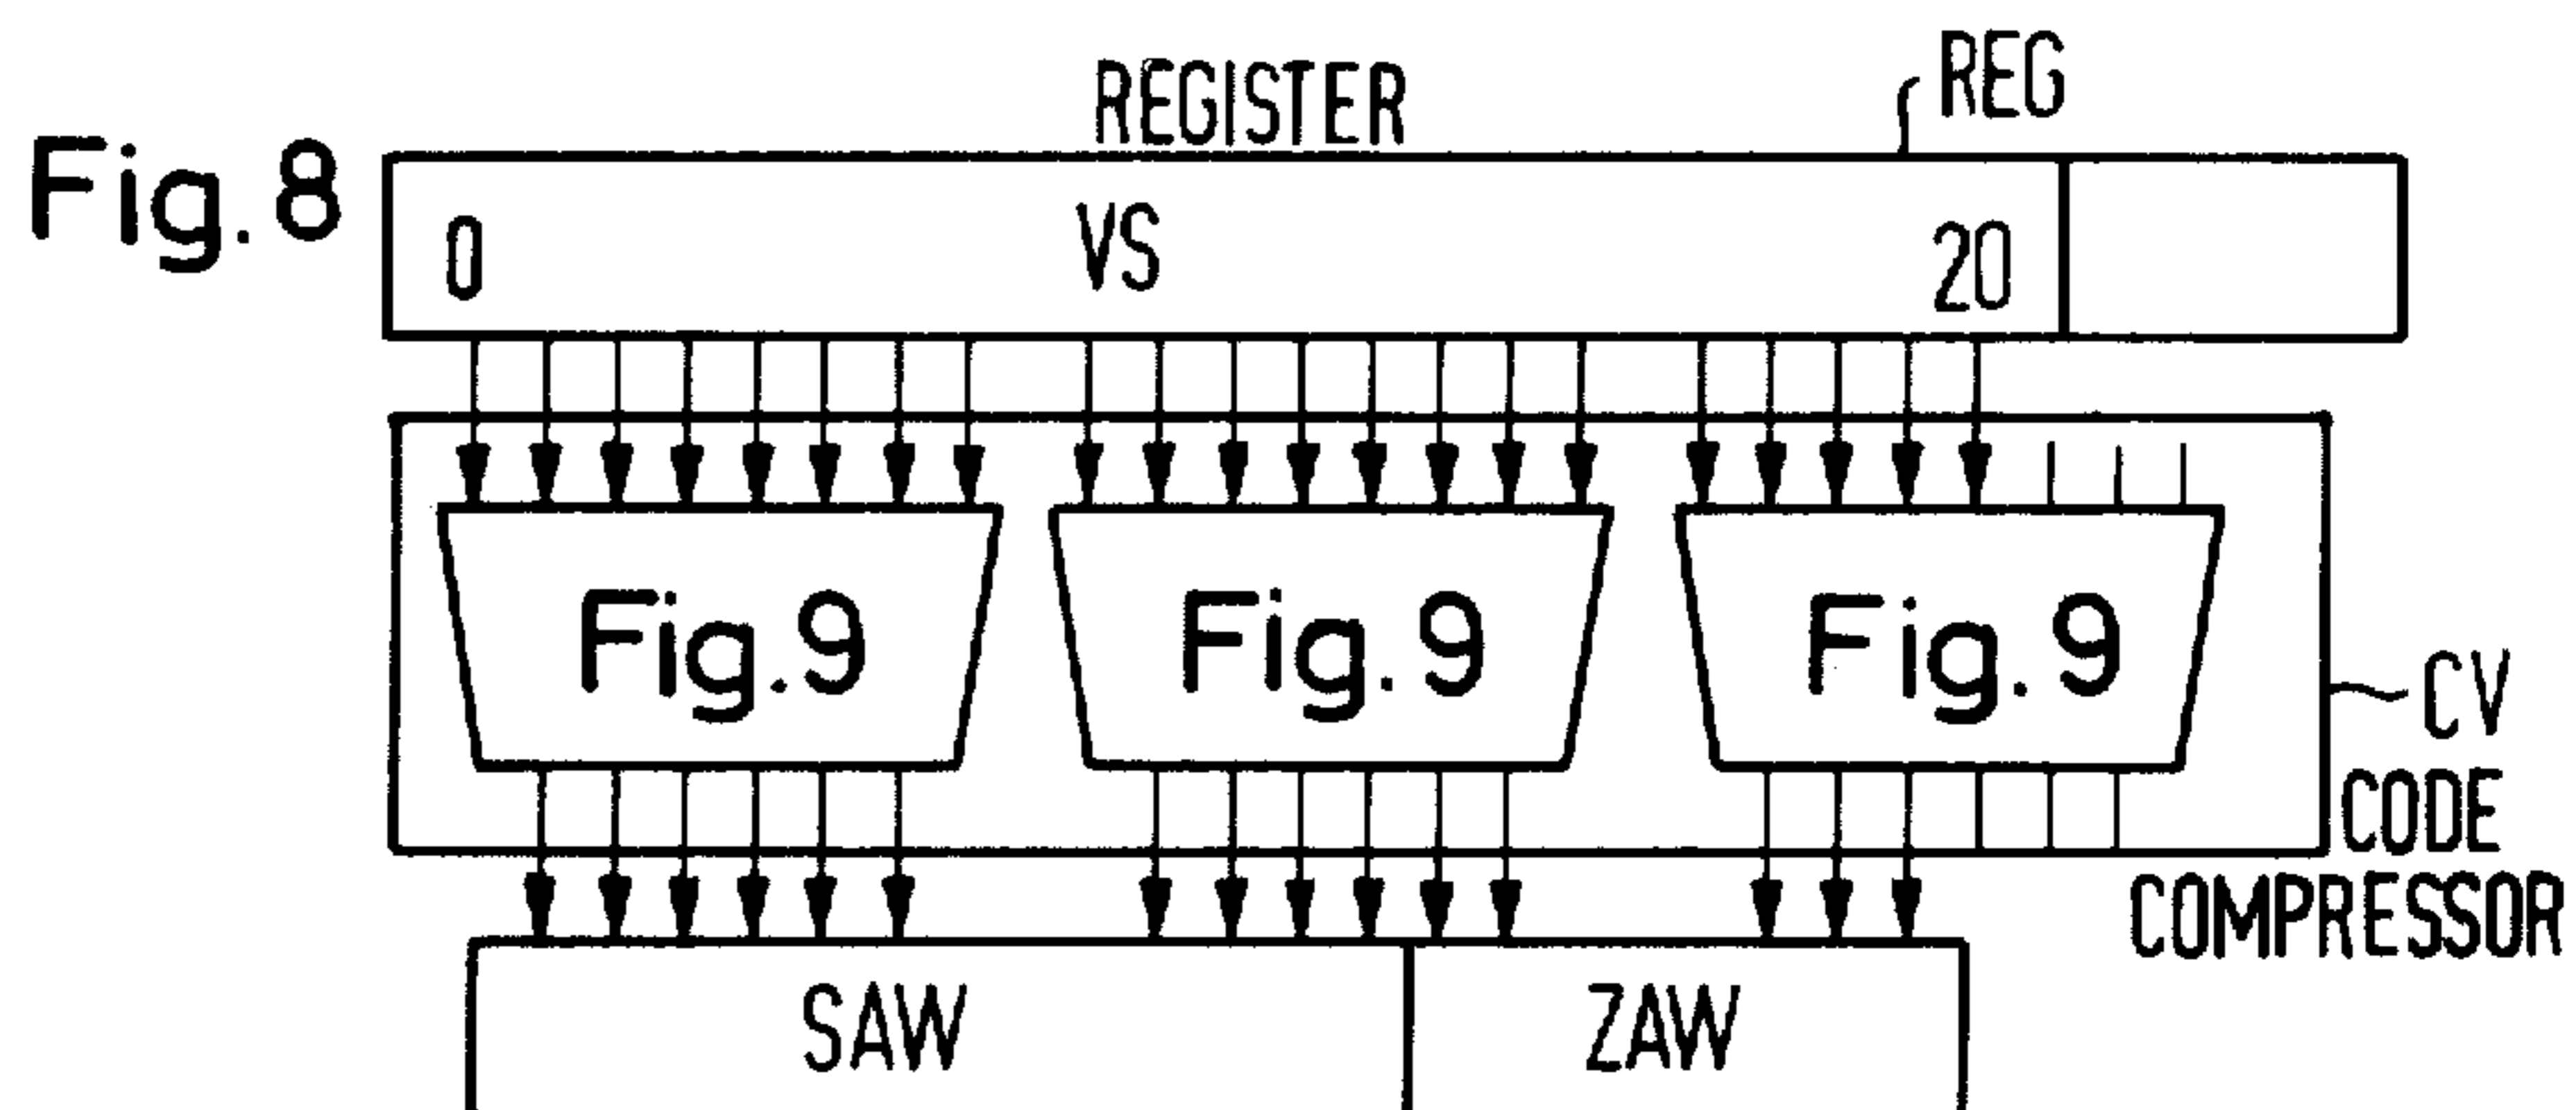 REG
REGISTER
Fig. 8
0 VS 20
Fig. 9 Fig. 9 Fig. 9
CV
CODE
COMPRESSOR
SAW ZAW